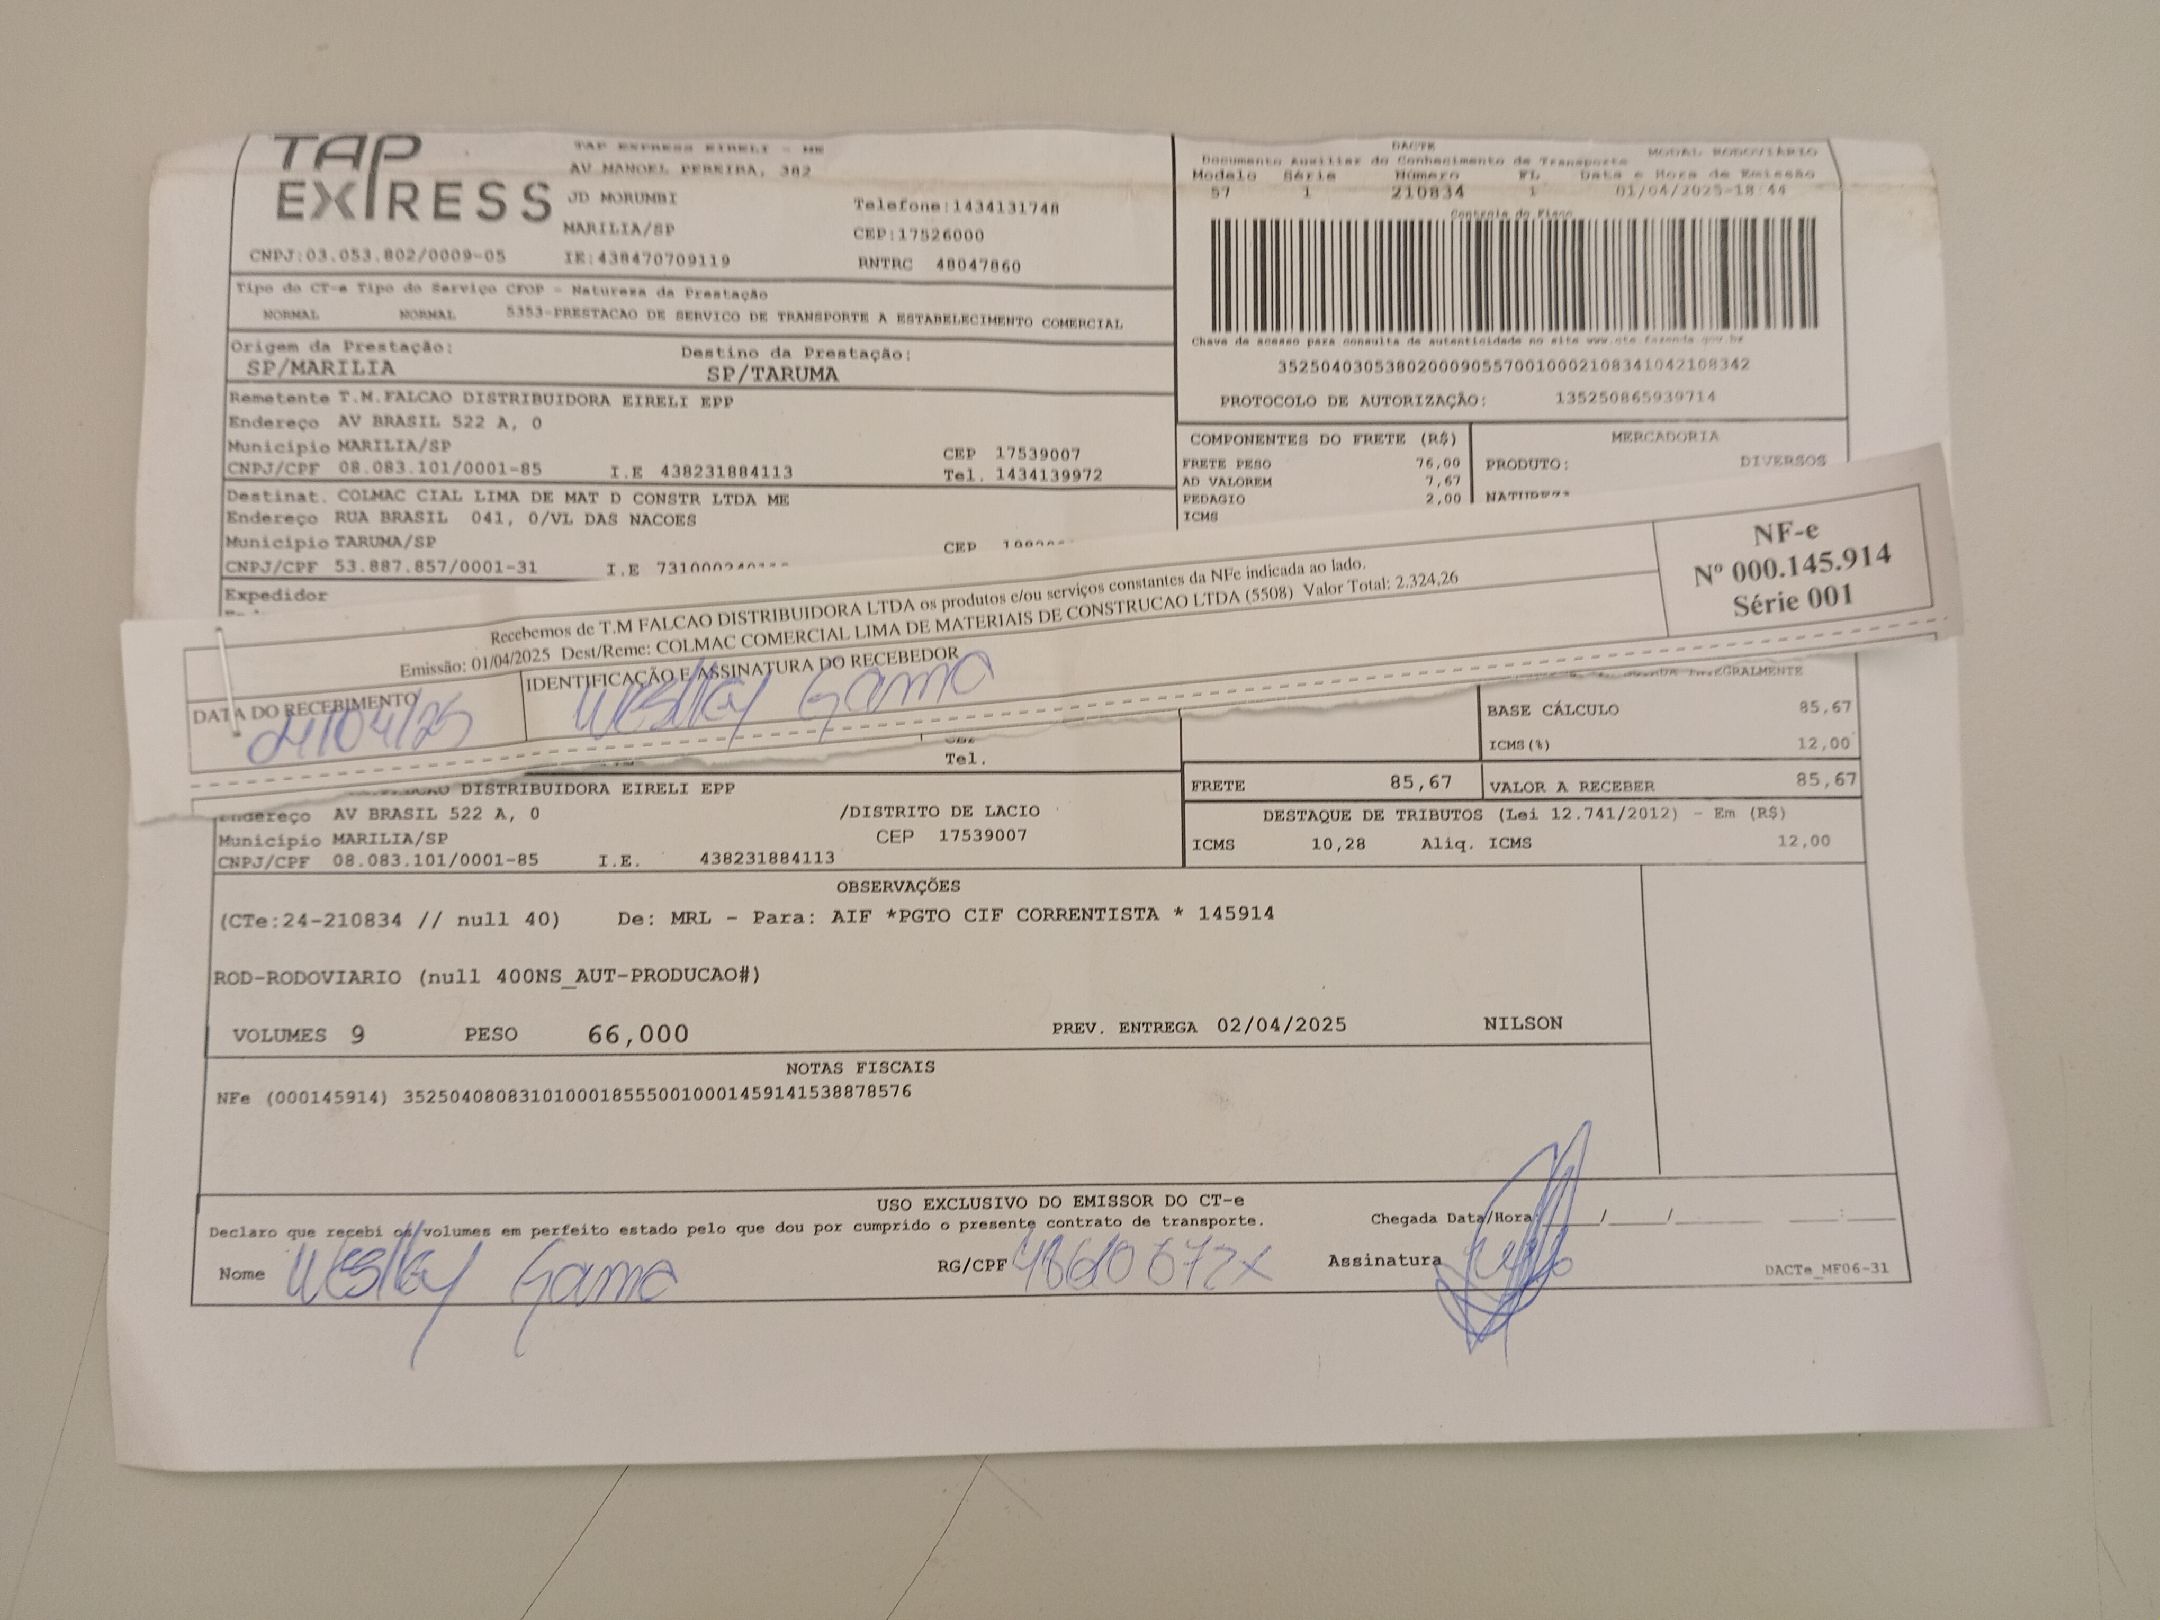 TAP EXPRESS
TAP EXPRESS EIRELI - ME
AV MANOEL PEREIRA, 382
JD MORUMBI
MARILIA/SP
Telefone:1434131748
CEP:17526000
CNPJ:03.053.802/0009-05 IE:438470709119 RNTRC 48047860
DACTE
Documento Auxiliar do Conhecimento de Transporte MODAL RODOVIÁRIO
Modelo Série Número FL Data e Hora de Emissão
57 1 210834 1 01/04/2025-18:44
Controle do Fisco
Chave de acesso para consulta de autenticidade no site www.cte.fazenda.gov.br
35250403053802000905570010002108341042108342
PROTOCOLO DE AUTORIZAÇÃO: 135250865939714
Tipo do CT-e Tipo do Serviço CFOP - Natureza da Prestação
NORMAL NORMAL 5353-PRESTACAO DE SERVICO DE TRANSPORTE A ESTABELECIMENTO COMERCIAL
Origem da Prestação: Destino da Prestação:
SP/MARILIA SP/TARUMA
Remetente T.M.FALCAO DISTRIBUIDORA EIRELI EPP
Endereço AV BRASIL 522 A, 0
Municipio MARILIA/SP CEP 17539007
CNPJ/CPF 08.083.101/0001-85 I.E 438231884113 Tel. 1434139972
Destinat. COLMAC CIAL LIMA DE MAT D CONSTR LTDA ME
Endereço RUA BRASIL 041, 0/VL DAS NACOES
Municipio TARUMA/SP CEP
CNPJ/CPF 53.887.857/0001-31 I.E
Expedidor
COMPONENTES DO FRETE (R$) MERCADORIA
FRETE PESO 76,00 PRODUTO: DIVERSOS
AD VALOREM 7,67
PEDAGIO 2,00
ICMS
Recebemos de T.M FALCAO DISTRIBUIDORA LTDA os produtos e/ou serviços constantes da NFe indicada ao lado.
Emissão: 01/04/2025 Dest/Reme: COLMAC COMERCIAL LIMA DE MATERIAIS DE CONSTRUCAO LTDA (5508) Valor Total: 2.324,26
DATA DO RECEBIMENTO IDENTIFICAÇÃO E ASSINATURA DO RECEBEDOR
Weslley Gama
NF-e
Nº 000.145.914
Série 001
Tel.
BASE CÁLCULO 85,67
ICMS(%) 12,00
FRETE 85,67 VALOR A RECEBER 85,67
DESTAQUE DE TRIBUTOS (Lei 12.741/2012) - Em (R$)
ICMS 10,28 Aliq. ICMS 12,00
DISTRIBUIDORA EIRELI EPP
Endereço AV BRASIL 522 A, 0 /DISTRITO DE LACIO
Municipio MARILIA/SP CEP 17539007
CNPJ/CPF 08.083.101/0001-85 I.E. 438231884113
OBSERVAÇÕES
(CTe:24-210834 // null 40) De: MRL - Para: AIF *PGTO CIF CORRENTISTA * 145914
ROD-RODOVIARIO (null 400NS_AUT-PRODUCAO#)
VOLUMES 9 PESO 66,000 PREV. ENTREGA 02/04/2025 NILSON
NOTAS FISCAIS
NFe (000145914) 35250408083101000185550010001459141538878576
USO EXCLUSIVO DO EMISSOR DO CT-e
Declaro que recebi os volumes em perfeito estado pelo que dou por cumprido o presente contrato de transporte. Chegada Data/Hora: / / :
Nome Weslley Gama RG/CPF Assinatura DACTe_MF06-31